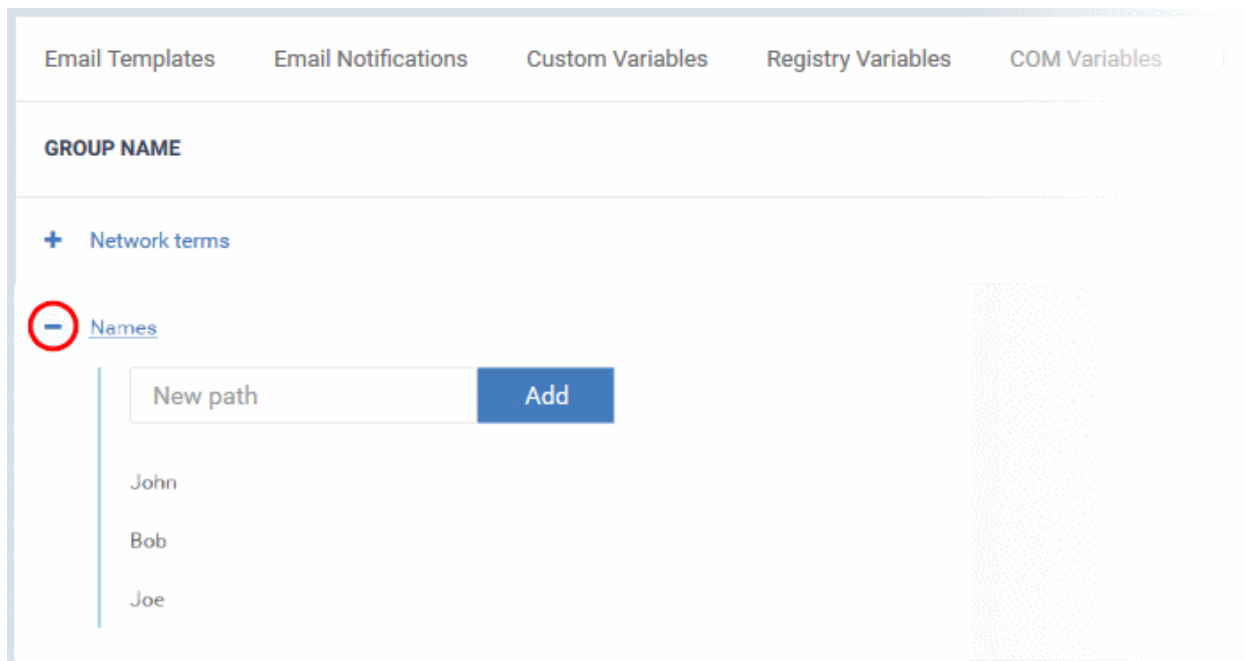 Email Templates Email Notifications Custom Variables Registry Variables COM Variables
GROUP NAME
+ Network terms
− Names
New path Add
John
Bob
Joe